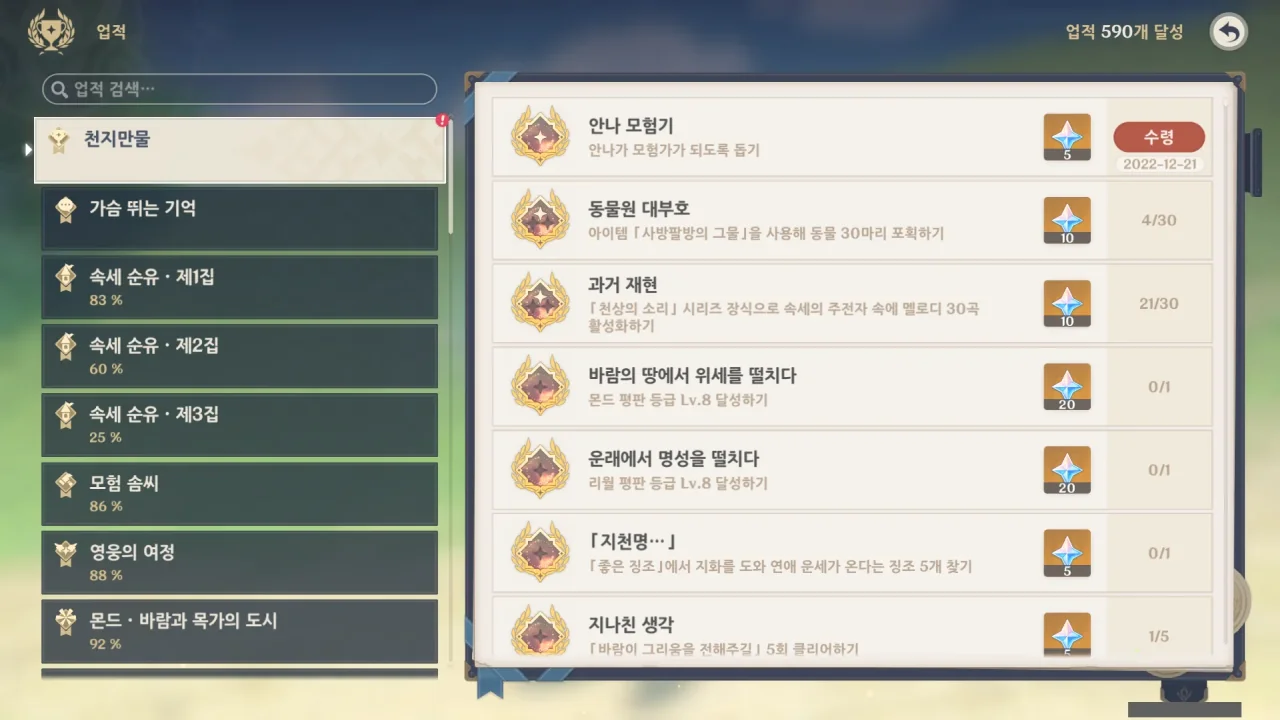 업적
업적 590개 달성
업적 검색…
천지만물
가슴 뛰는 기억
속세 순유 · 제1집
83 %
속세 순유 · 제2집
60 %
속세 순유 · 제3집
25 %
모험 솜씨
86 %
영웅의 여정
88 %
몬드 · 바람과 목가의 도시
92 %
안나 모험기
안나가 모험가가 되도록 돕기
5
수령
2022-12-21
동물원 대부호
아이템 「사방팔방의 그물」을 사용해 동물 30마리 포획하기
10
4/30
과거 재현
「천상의 소리」 시리즈 장식으로 속세의 주전자 속에 멜로디 30곡
활성화하기
10
21/30
바람의 땅에서 위세를 떨치다
몬드 평판 등급 Lv.8 달성하기
20
0/1
운래에서 명성을 떨치다
리월 평판 등급 Lv.8 달성하기
20
0/1
「지천명…」
「좋은 징조」에서 지화를 도와 연애 운세가 온다는 징조 5개 찾기
5
0/1
지나친 생각
「바람이 그리움을 전해주길」 5회 클리어하기
5
1/5